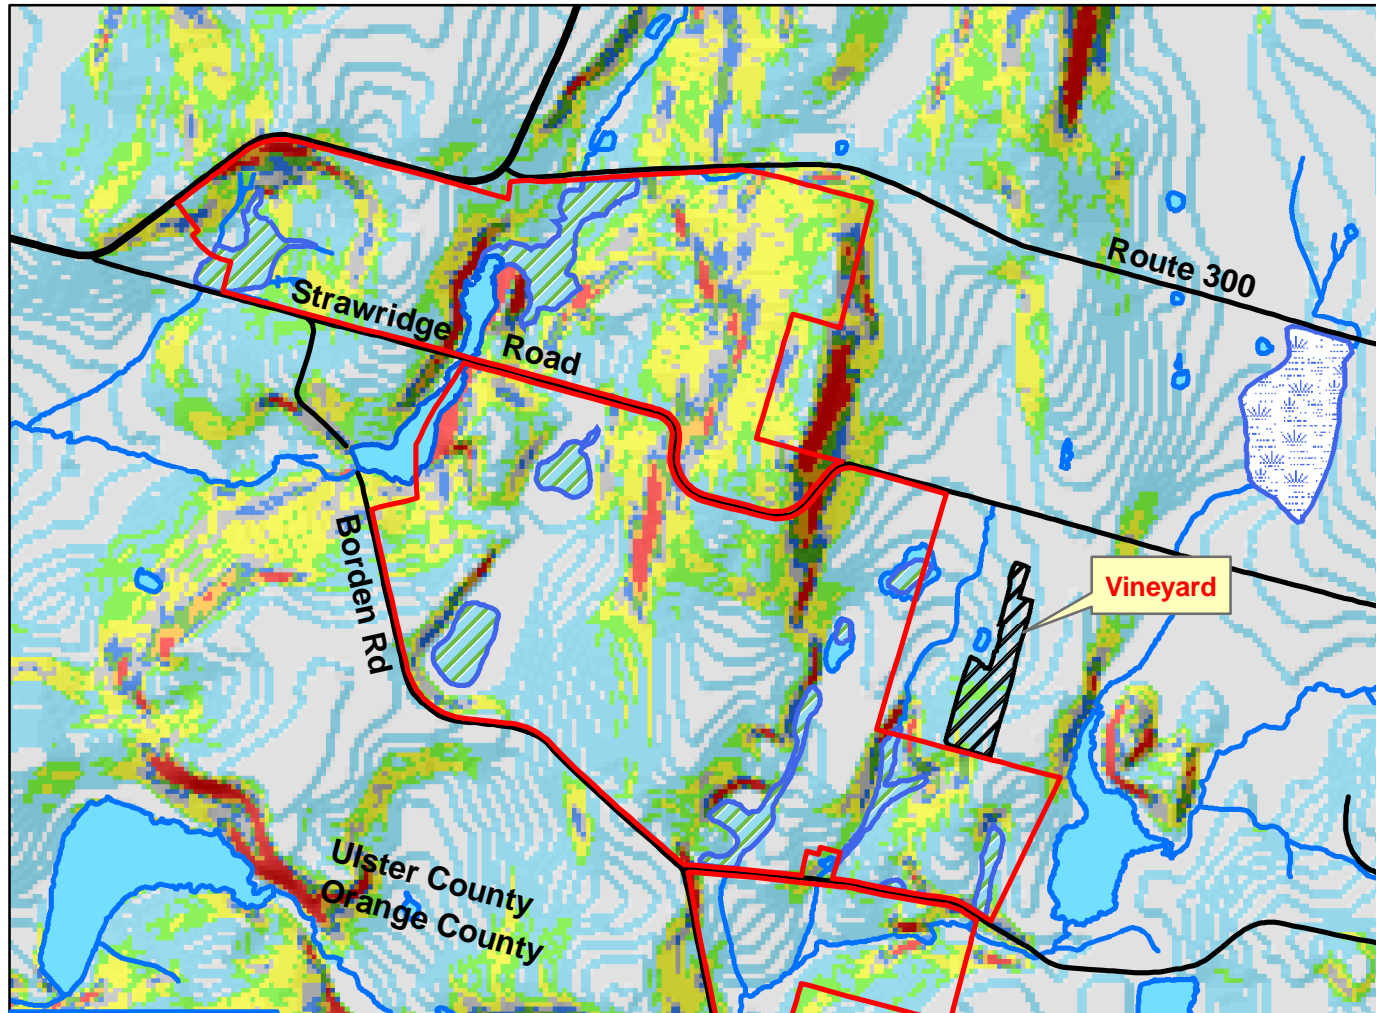 Route 300
Strawridge Road
Borden Rd
Vineyard
Ulster County
Orange County